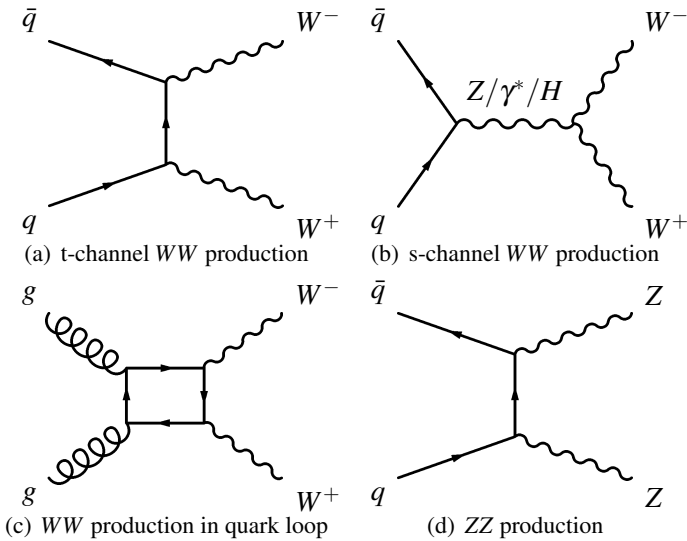 q̄ W⁻
q W⁺
(a) t-channel WW production
q̄ W⁻
Z/γ*/H
q W⁺
(b) s-channel WW production
g W⁻
g W⁺
(c) WW production in quark loop
q̄ Z
q Z
(d) ZZ production